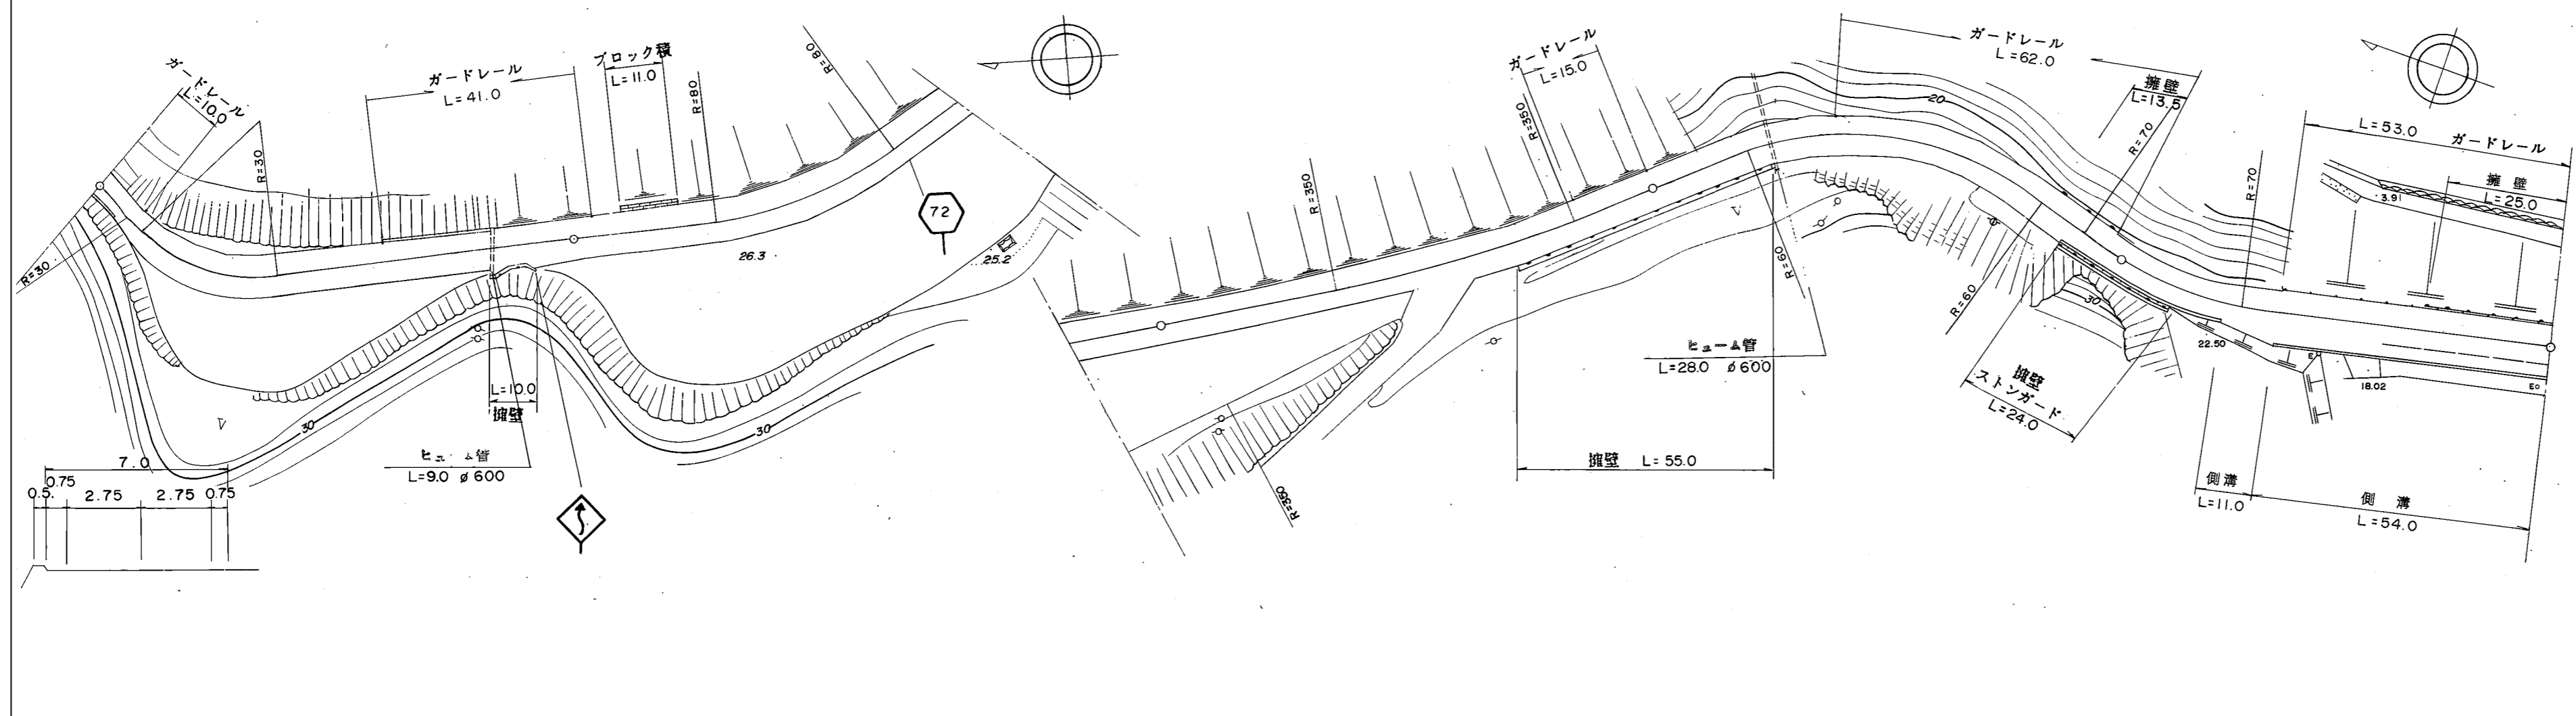 ガードレール
L=10.0
R=30
R=30
ガードレール
L=41.0
ブロック積
L=11.0
R=80
R=80
72
26.3
25.2
30
30
L=10.0
擁壁
ヒューム管
L=9.0 φ600
7.0
0.5
0.75
2.75
2.75
0.75
R=350
R=350
ガードレール
L=15.0
R=350
擁壁 L=55.0
ヒューム管
L=28.0 φ600
R=60
ガードレール
L=62.0
20
擁壁
L=13.5
R=70
R=70
R=60
30
擁壁
ストンガード
L=24.0
L=53.0 ガードレール
擁壁
L=25.0
3.91
22.50
E
18.02
EO
側溝
L=11.0
側溝
L=54.0